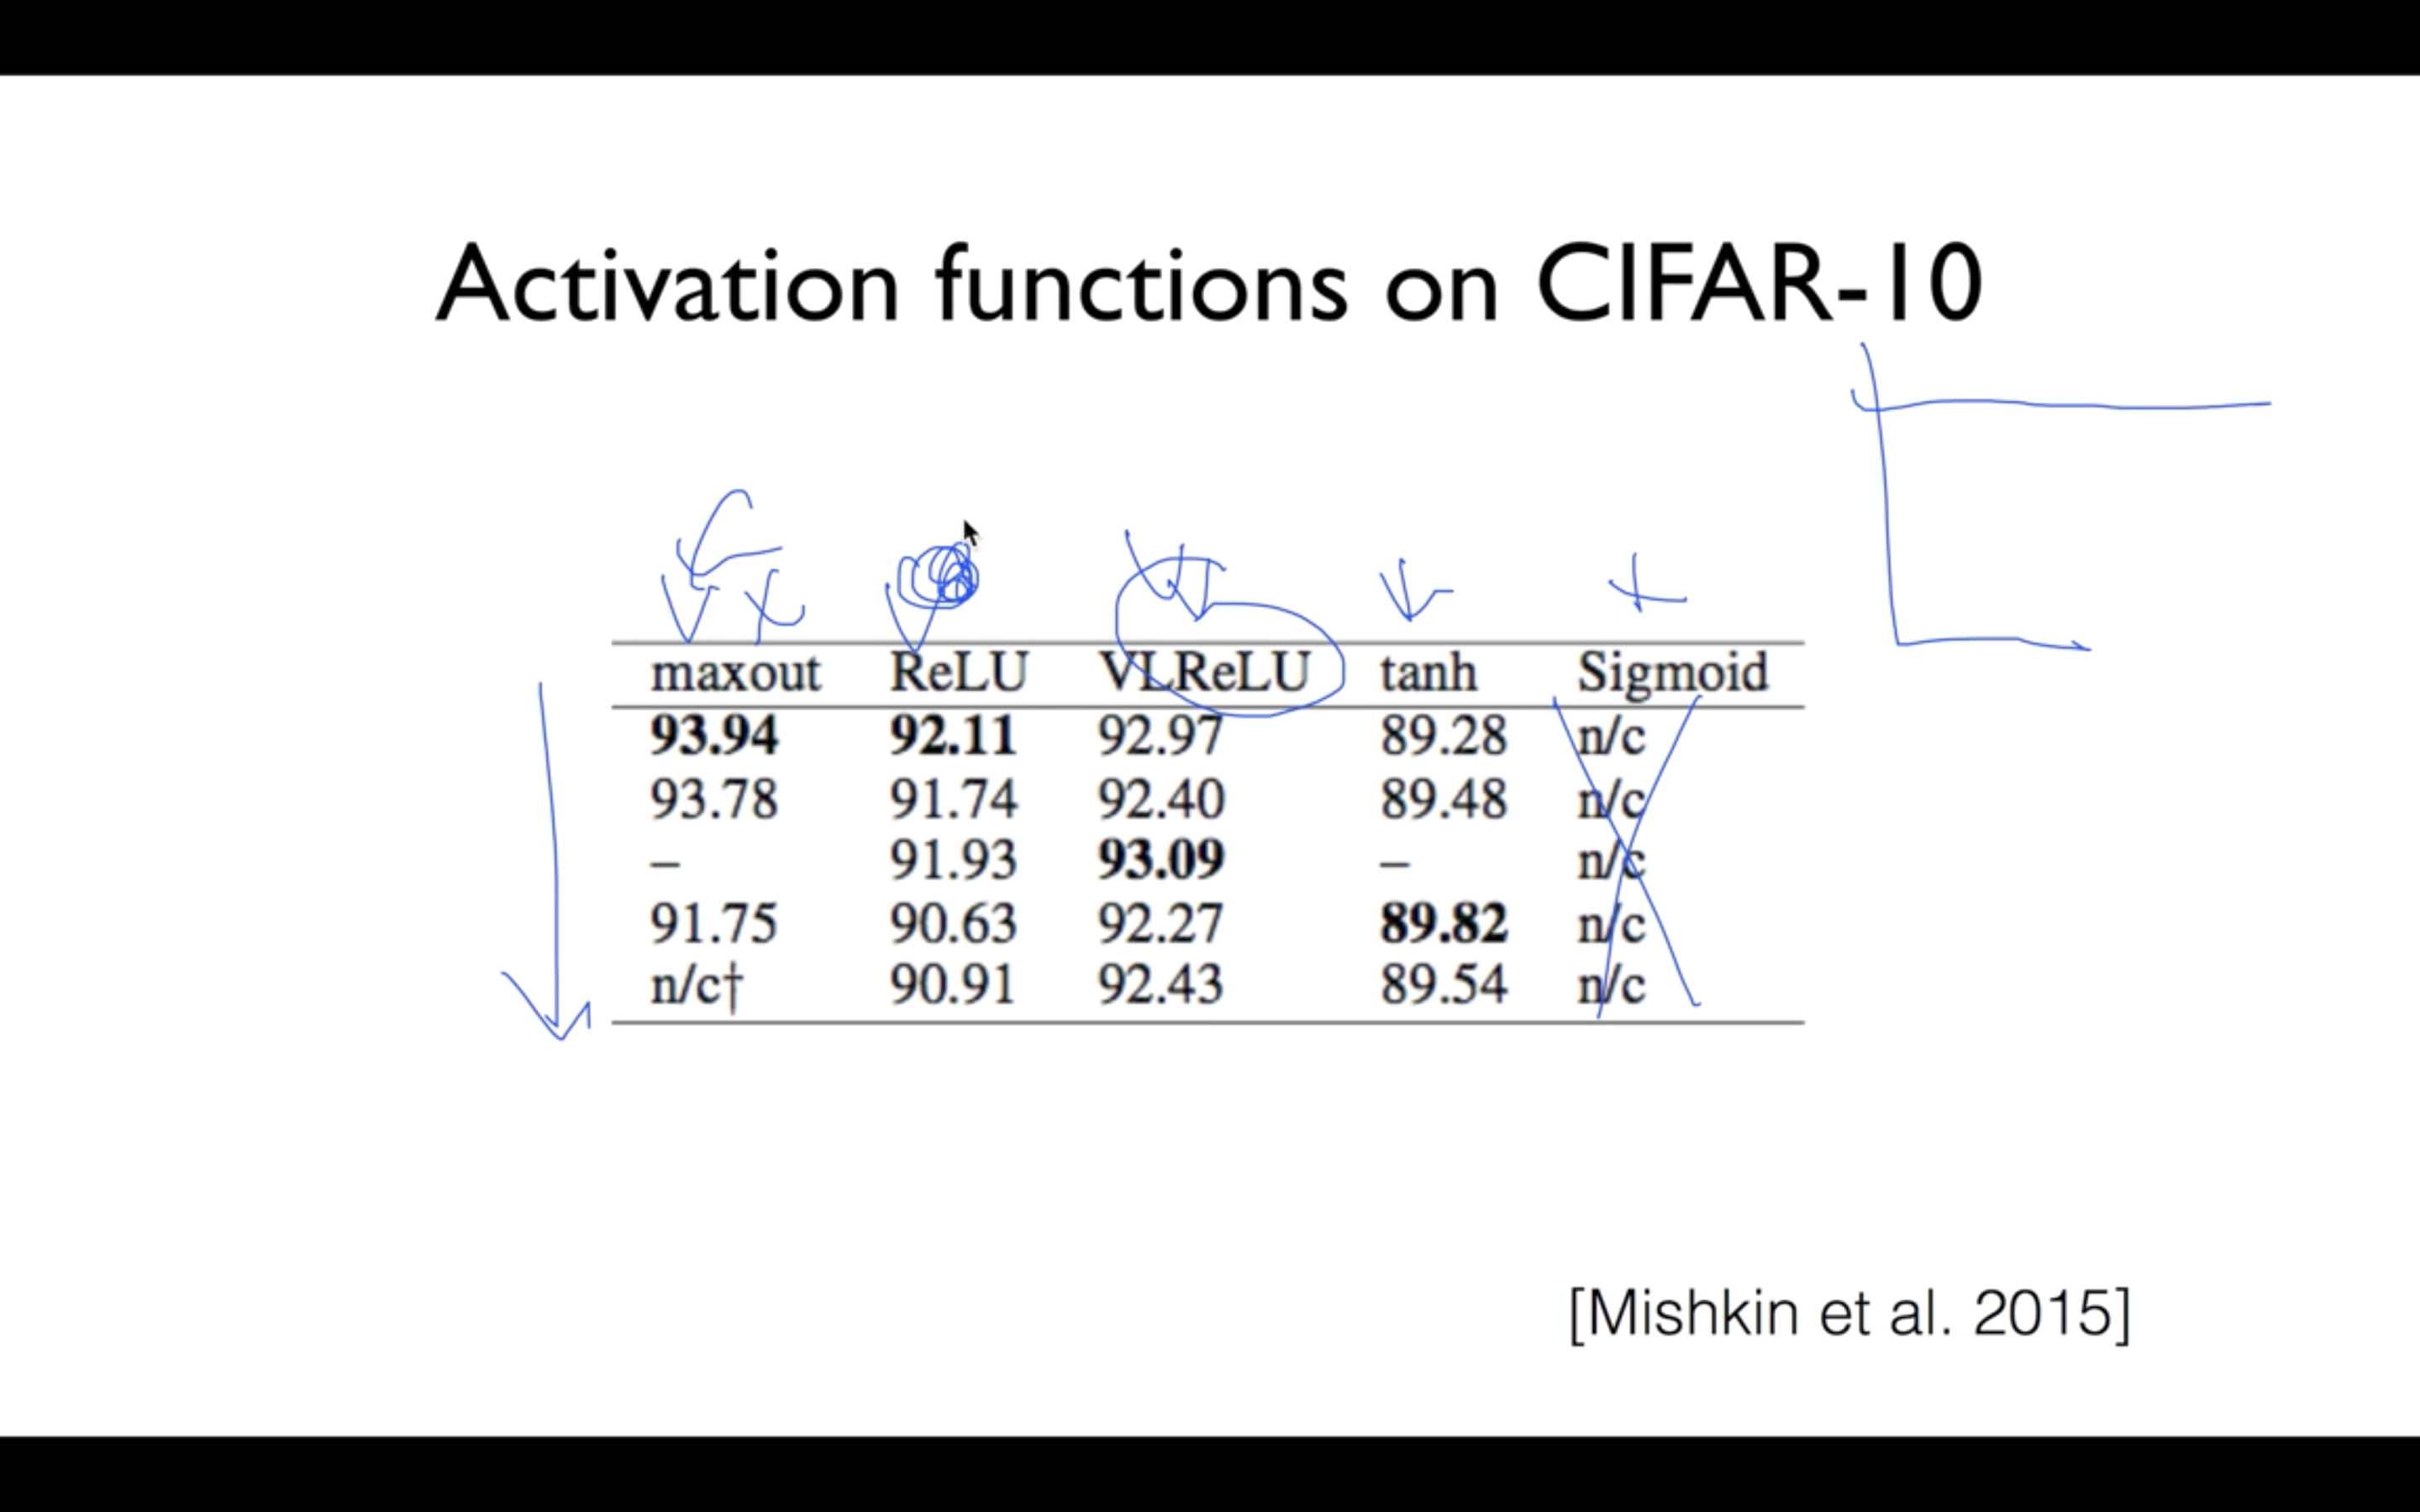 Activation functions on CIFAR-10
maxout ReLU VLReLU tanh Sigmoid
93.94 92.11 92.97 89.28 n/c
93.78 91.74 92.40 89.48 n/c
– 91.93 93.09 – n/c
91.75 90.63 92.27 89.82 n/c
n/c† 90.91 92.43 89.54 n/c
[Mishkin et al. 2015]